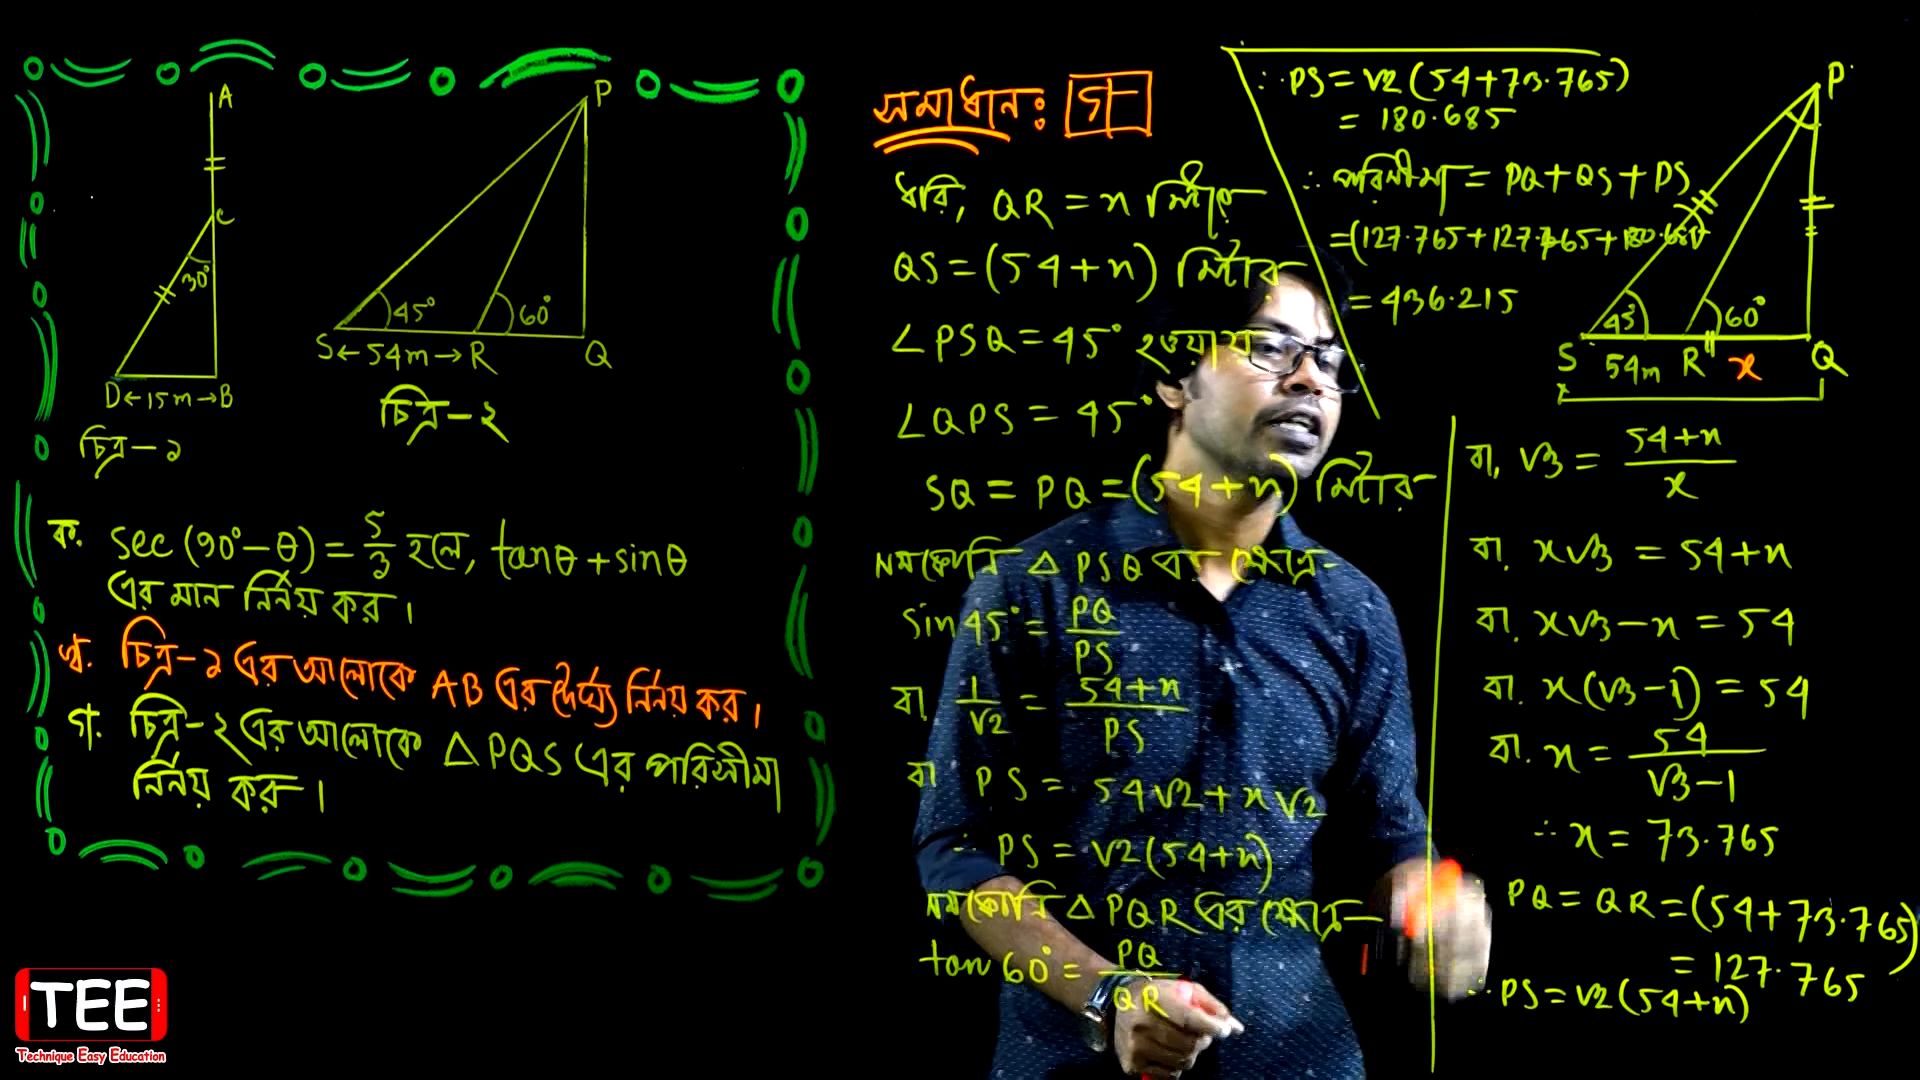 A
C
30°
D←15m→B
চিত্র-১
P
45°
60°
S←54m→R
Q
চিত্র-২
ক. sec(90°-θ)=5/3 হলে, tanθ+sinθ
এর মান নির্নয় কর।
খ. চিত্র-১ এর আলোকে AB এর দৈর্ঘ্য নির্নয় কর।
গ. চিত্র-২ এর আলোকে △PQS এর পরিসীমা
নির্নয় কর।
TEE
Technique Easy Education
সমাধান: গ
ধরি, QR = x মিটার
QS = (54+x) মিটার
∠PSQ = 45° হওয়ায়
∠QPS = 45°
SQ = PQ = (54+x) মিটার
সমকোনি △ PSQ এর ক্ষেত্রে-
sin45° = PQ/PS
বা, 1/√2 = 54+x/PS
বা PS = 54√2+x√2
∴ PS = √2(54+x)
সমকোনি △ PQR এর ক্ষেত্রে-
tan 60° = PQ/QR
∴ PS = √2(54+73.765)
= 180.685
∴ পরিসীমা = PQ+QS+PS
=(127.765+127.765+180.685
= 436.215
P
45°
60°
S 54m R x Q
বা, √3 = 54+x/x
বা. x√3 = 54+x
বা. x√3-x = 54
বা. x(√3-1) = 54
বা. x = 54/√3-1
∴ x = 73.765
PQ = QR = (54+73.765)
= 127.765
∴ PS = √2(54+x)